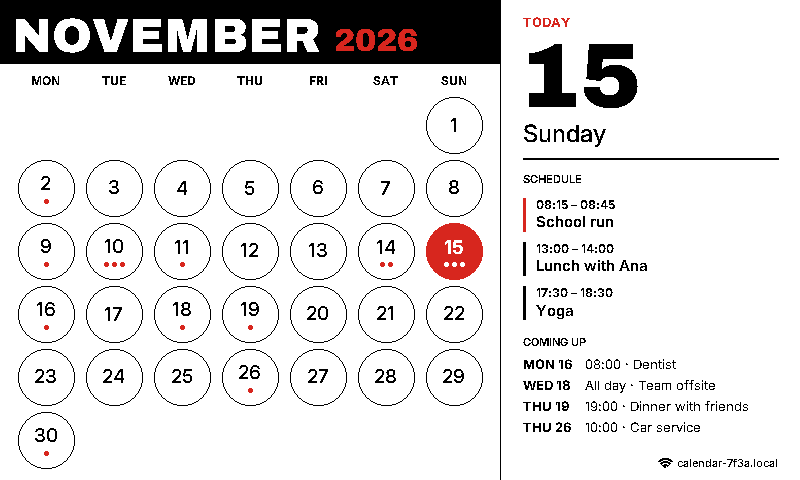 NOVEMBER 2026
MON TUE WED THU FRI SAT SUN
1
2 3 4 5 6 7 8
9 10 11 12 13 14 15
16 17 18 19 20 21 22
23 24 25 26 27 28 29
30
TODAY
15
Sunday
SCHEDULE
08:15 – 08:45
School run
13:00 – 14:00
Lunch with Ana
17:30 – 18:30
Yoga
COMING UP
MON 16 08:00 · Dentist
WED 18 All day · Team offsite
THU 19 19:00 · Dinner with friends
THU 26 10:00 · Car service
calendar-7f3a.local